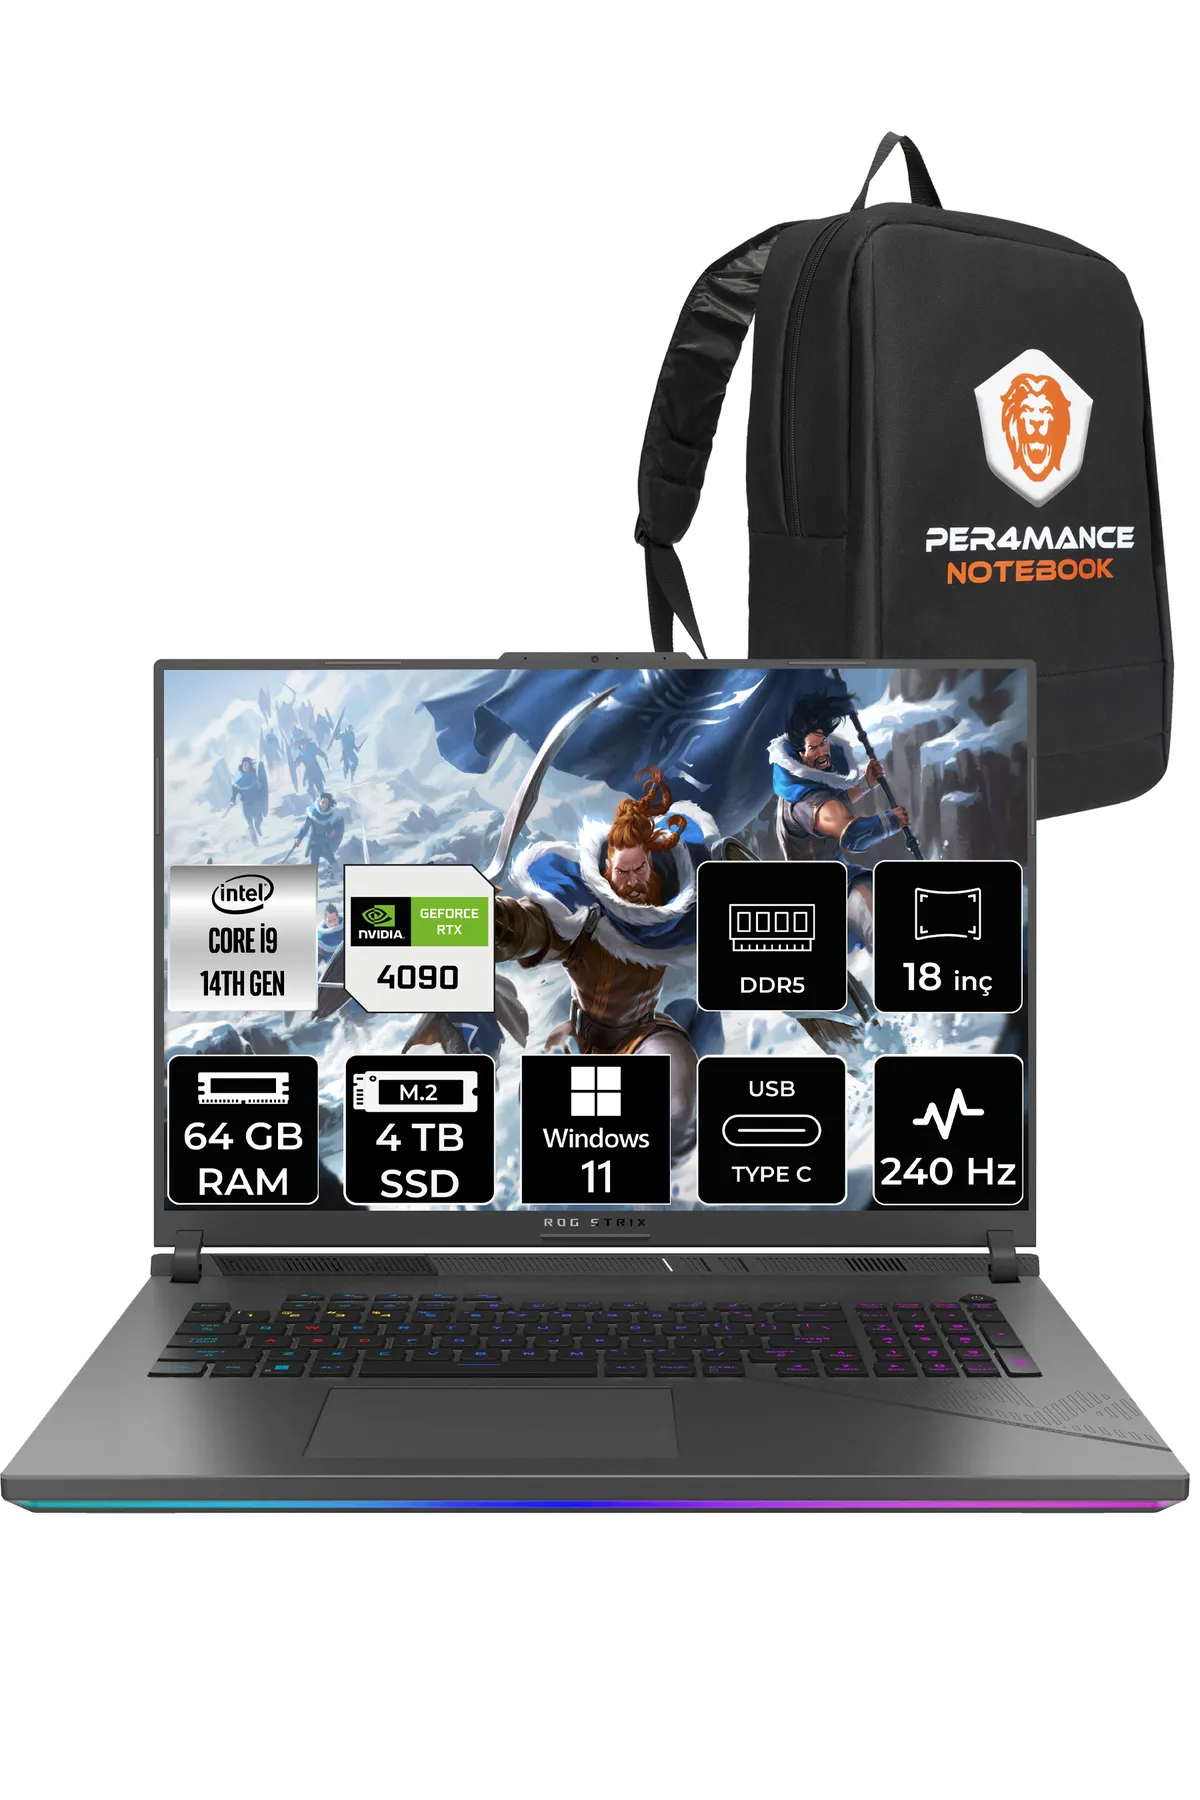 PER4MANCE
NOTEBOOK
intel
CORE i9
14TH GEN
NVIDIA.
GEFORCE
RTX
4090
DDR5
18 inç
64 GB
RAM
M.2
4 TB
SSD
Windows
11
USB
TYPE C
240 Hz
ROG STRIX